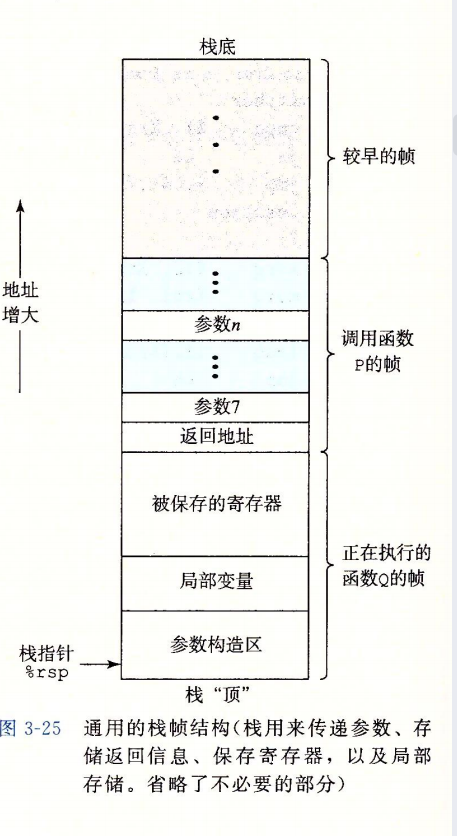 栈底
较早的帧
地址
增大
参数n
调用函数
P的帧
参数7
返回地址
被保存的寄存器
正在执行的
函数Q的帧
局部变量
参数构造区
栈指针
%rsp
栈“顶”
图 3-25 通用的栈帧结构(栈用来传递参数、存
储返回信息、保存寄存器，以及局部
存储。省略了不必要的部分)